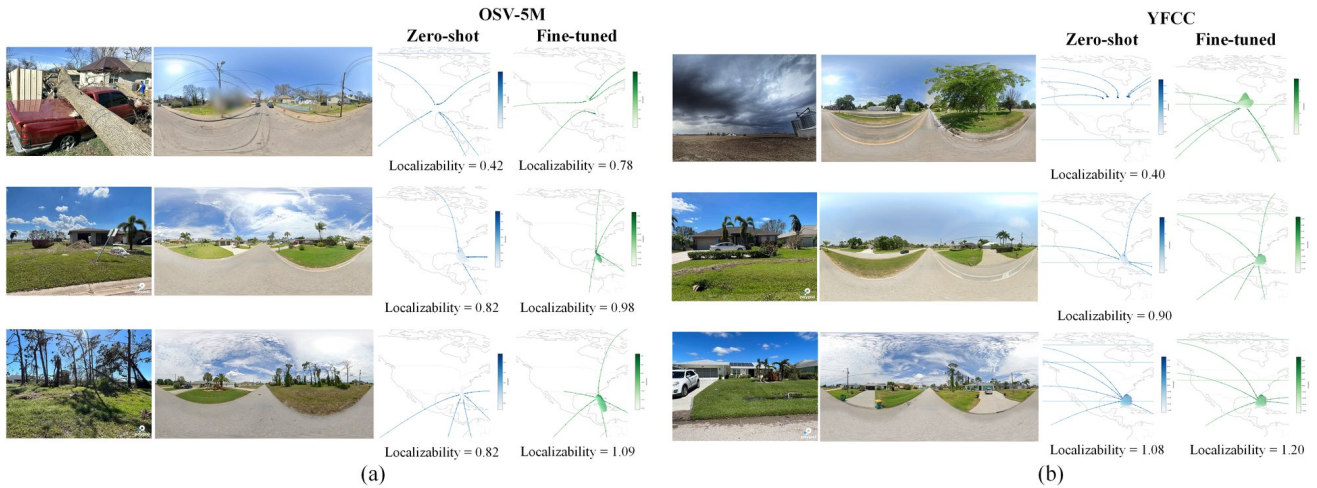 OSV-5M
Zero-shot Fine-tuned
Localizability = 0.42 Localizability = 0.78
Localizability = 0.82 Localizability = 0.98
Localizability = 0.82 Localizability = 1.09
(a)
YFCC
Zero-shot Fine-tuned
Localizability = 0.40
Localizability = 0.90
Localizability = 1.08 Localizability = 1.20
(b)